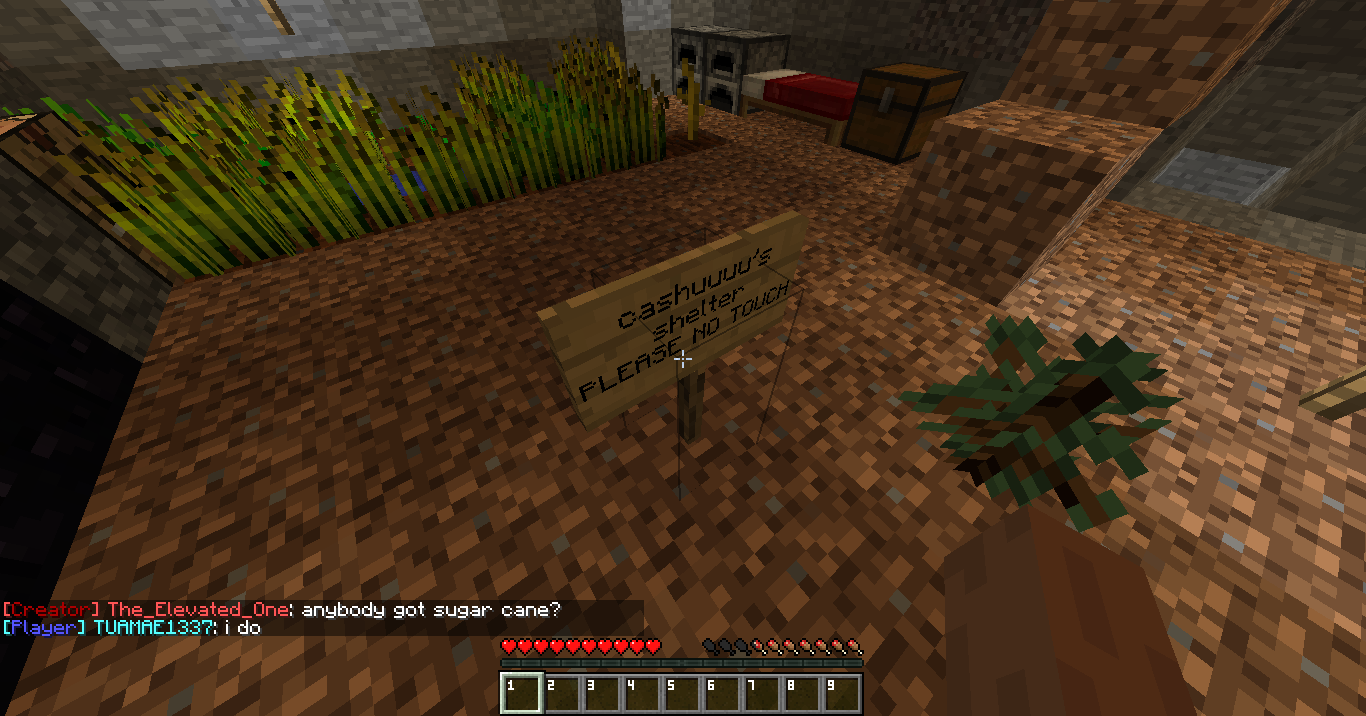 cashuuuu's
shelter
PLEASE NO TOUCH
[Creator] The_Elevated_One: anybody got sugar cane?
[Player] TUAMAE1337: i do
1 2 3 4 5 6 7 8 9